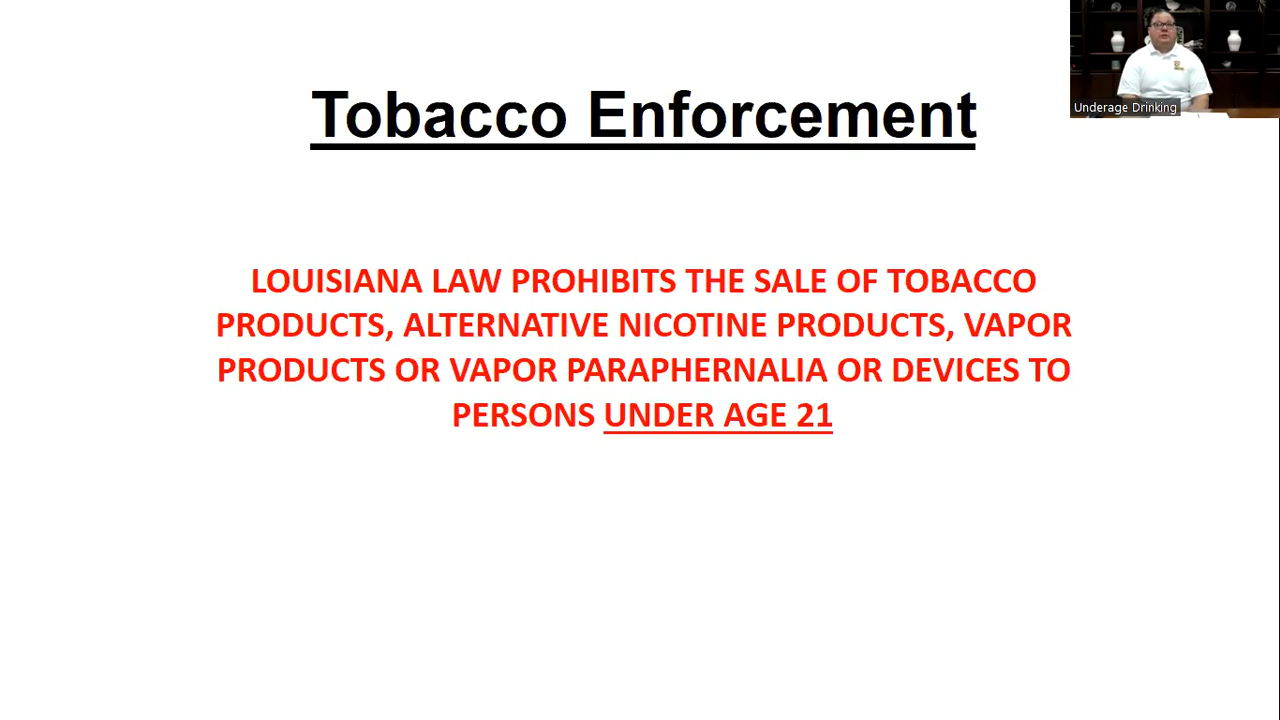 Tobacco Enforcement
Underage Drinking
LOUISIANA LAW PROHIBITS THE SALE OF TOBACCO
PRODUCTS, ALTERNATIVE NICOTINE PRODUCTS, VAPOR
PRODUCTS OR VAPOR PARAPHERNALIA OR DEVICES TO
PERSONS UNDER AGE 21